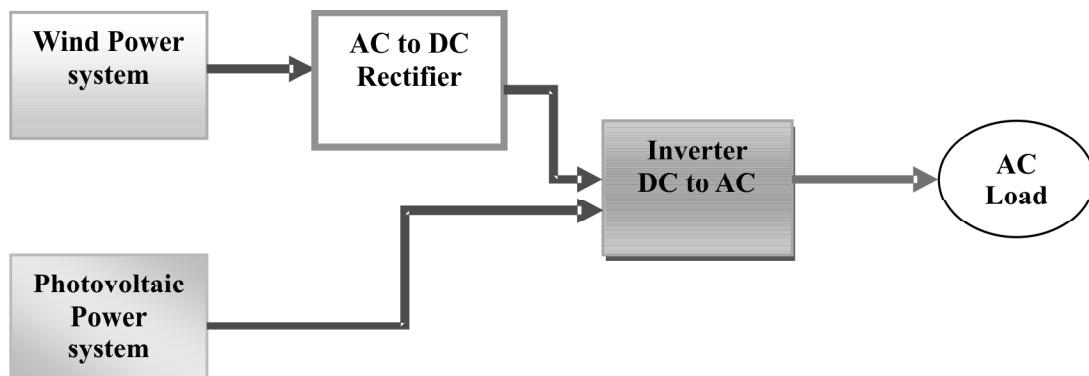 Wind Power
system
AC to DC
Rectifier
Inverter
DC to AC
AC
Load
Photovoltaic
Power
system